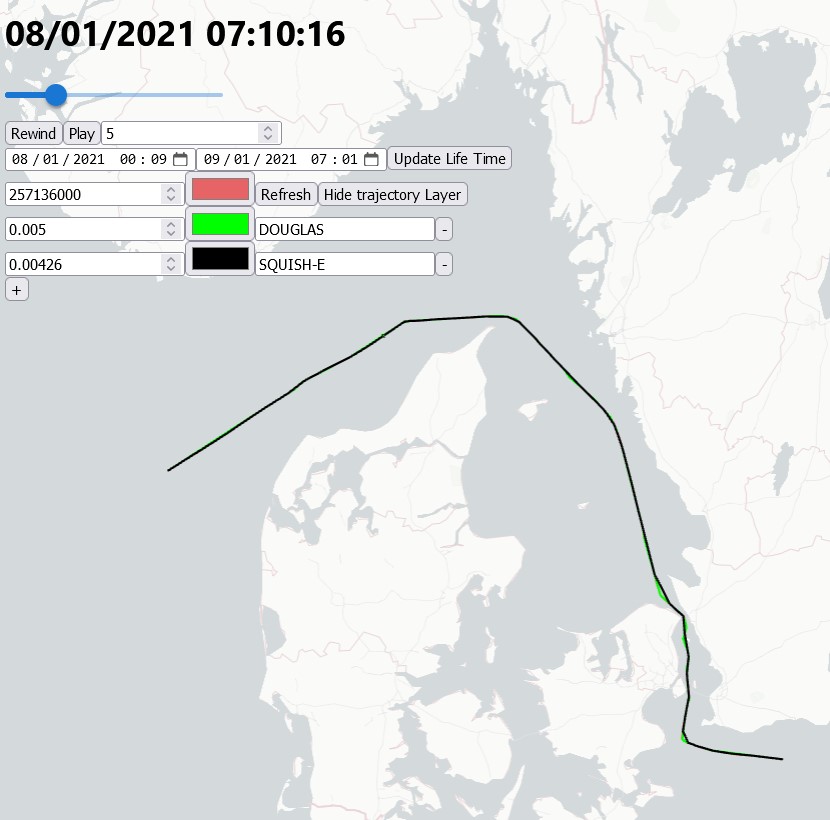 08/01/2021 07:10:16
Rewind Play 5
08/01/2021 00:09 09/01/2021 07:01 Update Life Time
257136000 Refresh Hide trajectory Layer
0.005 DOUGLAS -
0.00426 SQUISH-E -
+